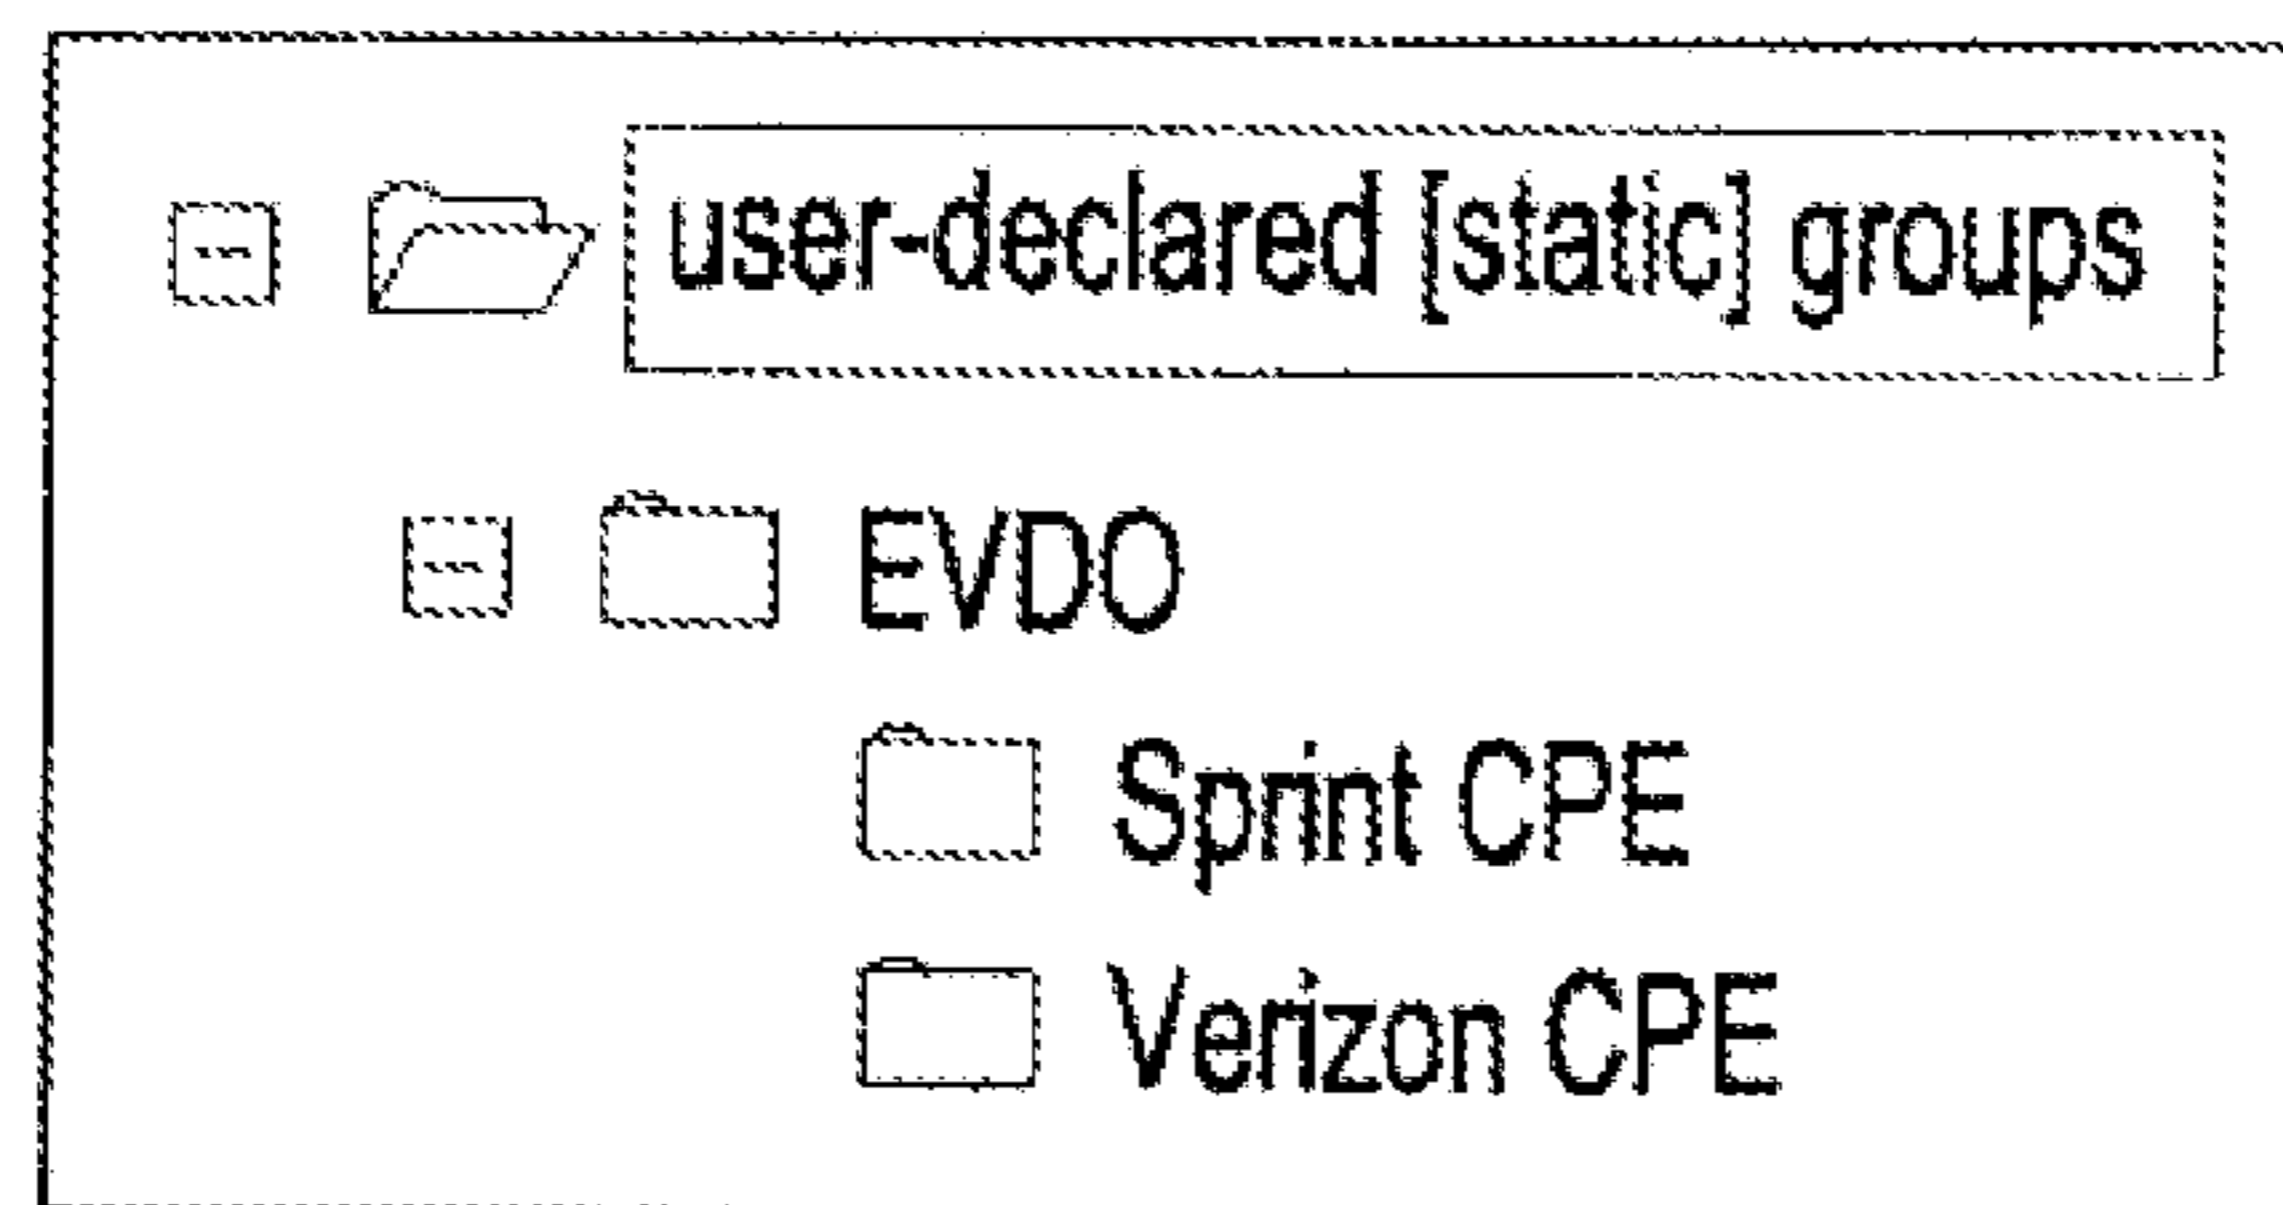 user-declared [static] groups
EVDO
Sprint CPE
Verizon CPE